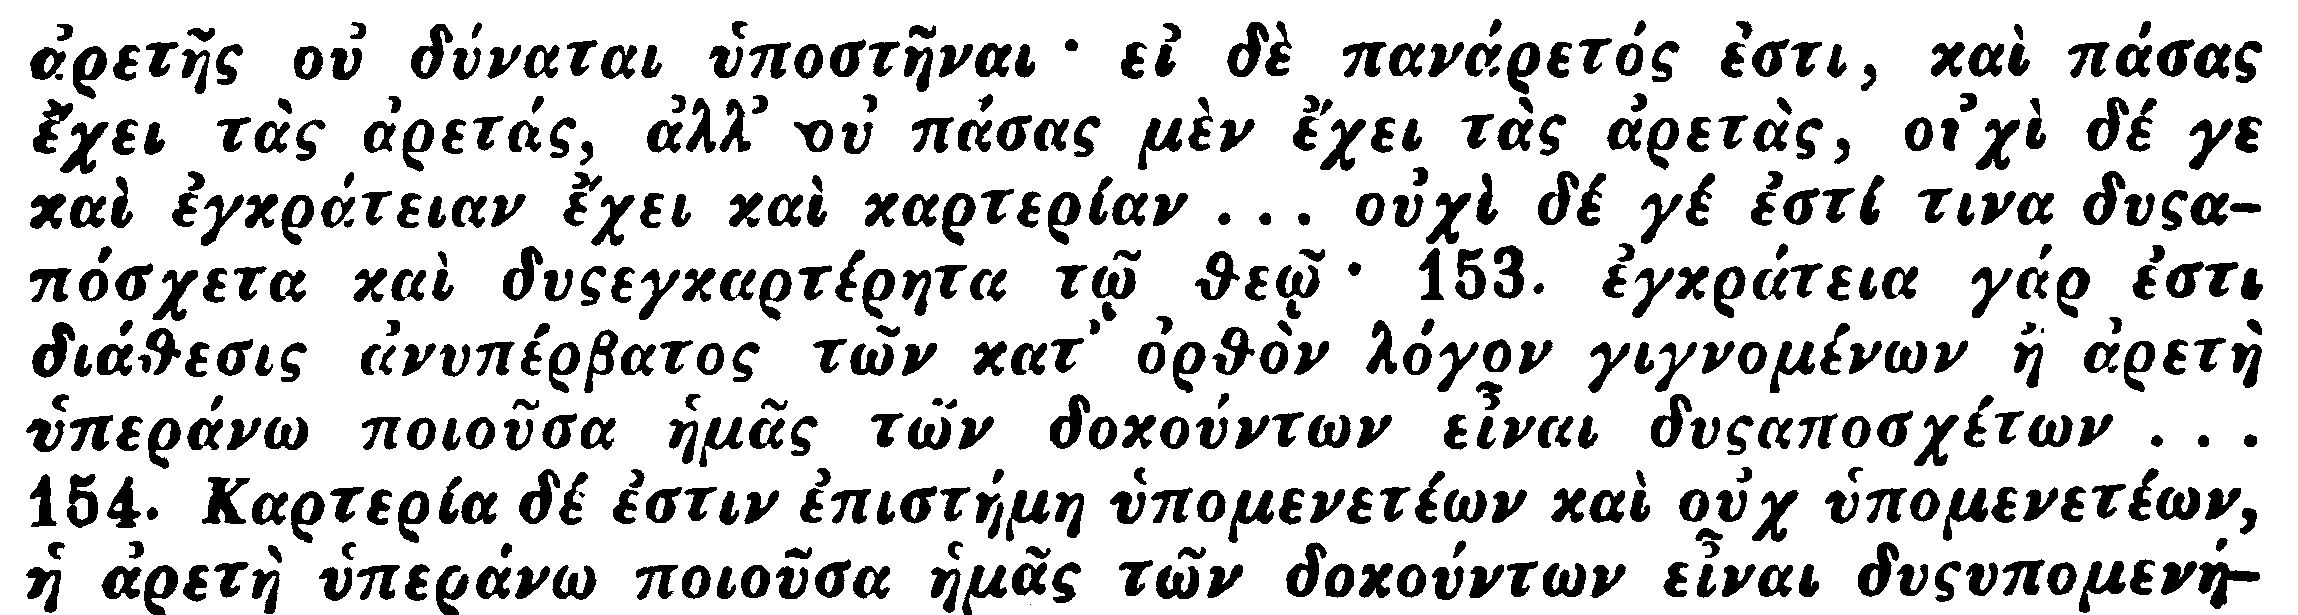 ἀρετῆς οὐ δύναται ὑποστῆναι · εἰ δὲ πανάρετός ἐστι, καὶ πάσας
ἔχει τὰς ἀρετάς, ἀλλ’ οὐ πάσας μὲν ἔχει τὰς ἀρετὰς, οὐχὶ δέ γε
καὶ ἐγκράτειαν ἔχει καὶ καρτερίαν ... οὐχὶ δέ γέ ἐστί τινα δυςα-
πόσχετα καὶ δυςεγκαρτέρητα τῷ θεῷ · 153. ἐγκράτεια γάρ ἐστι
διάθεσις ἀνυπέρβατος τῶν κατ’ ὀρθὸν λόγον γιγνομένων ἢ ἀρετὴ
ὑπεράνω ποιοῦσα ἡμᾶς τῶν δοκούντων εἶναι δυςαποσχέτων ...
154. Καρτερία δέ ἐστιν ἐπιστήμη ὑπομενετέων καὶ οὐχ ὑπομενετέων,
ἢ ἀρετὴ ὑπεράνω ποιοῦσα ἡμᾶς τῶν δοκούντων εἶναι δυςυπομενή-